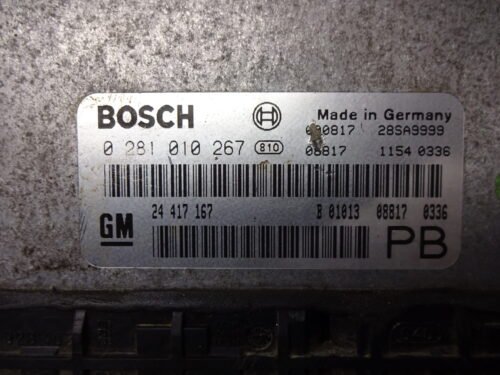 BOSCH Made in Germany
000817 28SA9999
0 281 010 267 810 08817 1154 0336
GM 24 417 167 B 01013 08817 0336
PB